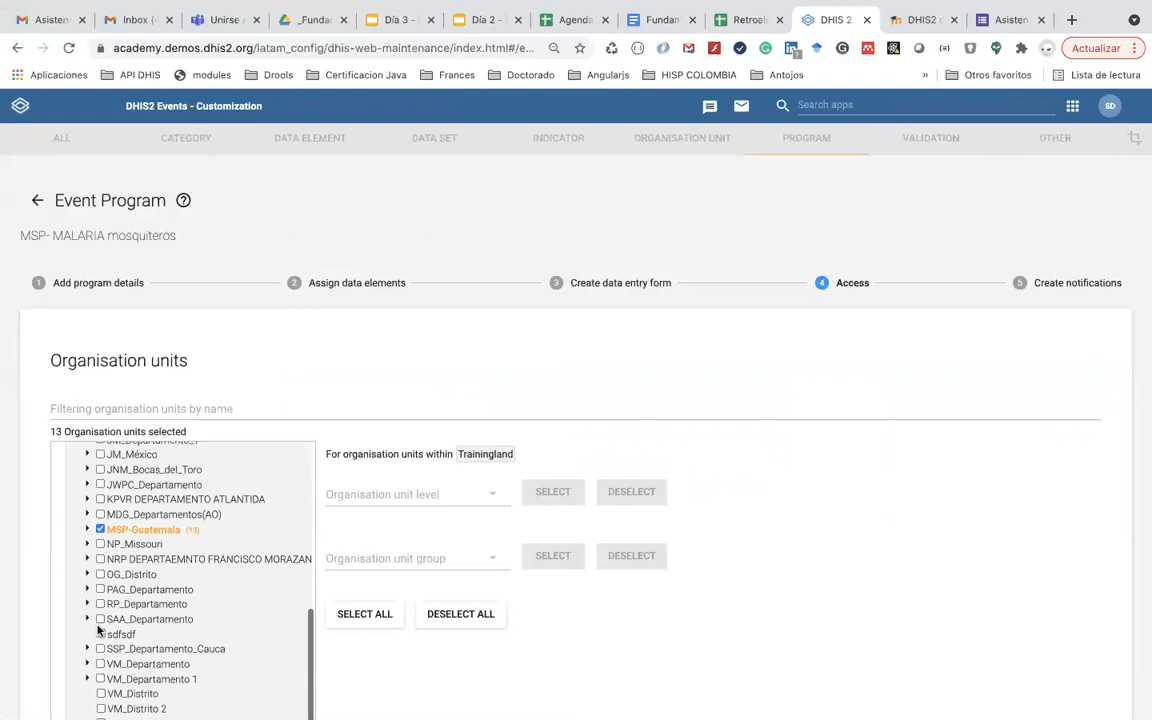 Asisten
Inbox (
Unirse
_Funda
Día 3 -
Día 2 -
Agenda
Fundam
Retroali
DHIS 2
DHIS2
Asisten
academy.demos.dhis2.org/latam_config/dhis-web-maintenance/index.html#/e...
Actualizar
Aplicaciones
API DHIS
modules
Drools
Certificacion Java
Frances
Doctorado
Angularjs
HISP COLOMBIA
Antojos
»
Otros favoritos
Lista de lectura
DHIS2 Events - Customization
Search apps
SD
ALL
CATEGORY
DATA ELEMENT
DATA SET
INDICATOR
ORGANISATION UNIT
PROGRAM
VALIDATION
OTHER
Event Program
MSP- MALARIA mosquiteros
1 Add program details
2 Assign data elements
3 Create data entry form
4 Access
5 Create notifications
Organisation units
Filtering organisation units by name
13 Organisation units selected
JM_México
JNM_Bocas_del_Toro
JWPC_Departamento
KPVR DEPARTAMENTO ATLANTIDA
MDG_Departamentos(AO)
MSP-Guatemala (13)
NP_Missouri
NRP DEPARTAEMNTO FRANCISCO MORAZAN
OG_Distrito
PAG_Departamento
RP_Departamento
SAA_Departamento
sdfsdf
SSP_Departamento_Cauca
VM_Departamento
VM_Departamento 1
VM_Distrito
VM_Distrito 2
For organisation units within Trainingland
Organisation unit level
SELECT
DESELECT
Organisation unit group
SELECT
DESELECT
SELECT ALL
DESELECT ALL